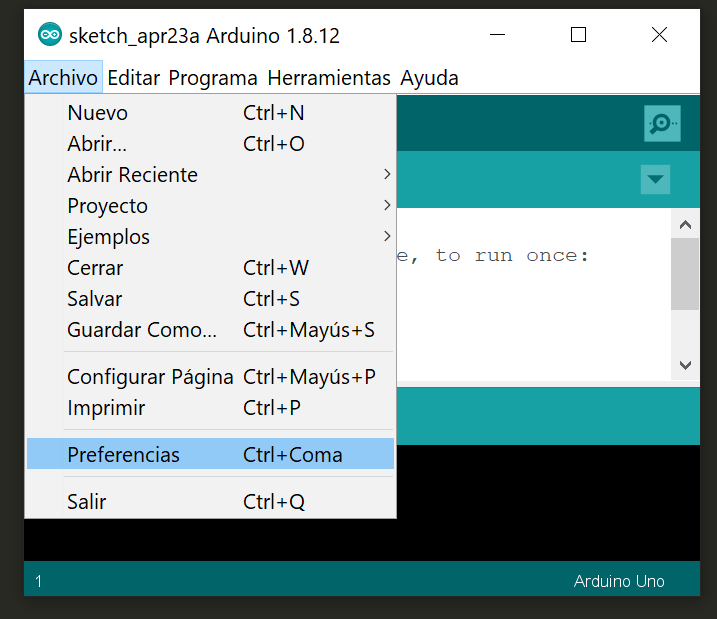 sketch_apr23a Arduino 1.8.12
Archivo Editar Programa Herramientas Ayuda
Nuevo Ctrl+N
Abrir... Ctrl+O
Abrir Reciente
Proyecto
Ejemplos
e, to run once:
Cerrar Ctrl+W
Salvar Ctrl+S
Guardar Como... Ctrl+Mayús+S
Configurar Página Ctrl+Mayús+P
Imprimir Ctrl+P
Preferencias Ctrl+Coma
Salir Ctrl+Q
1 Arduino Uno